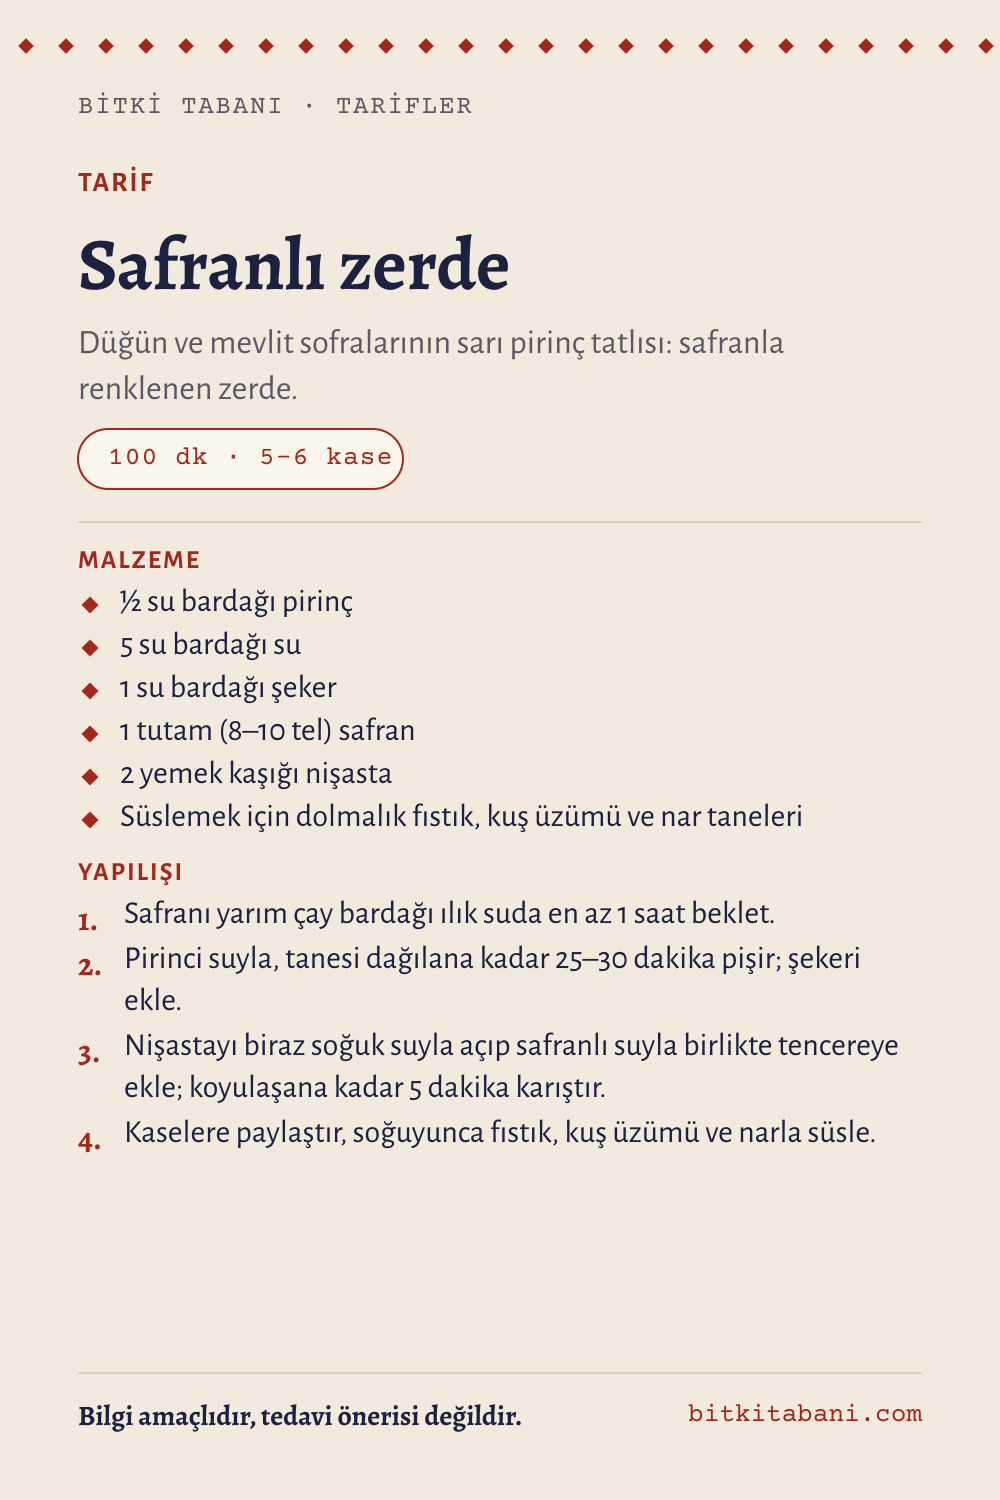 BİTKİ TABANI · TARİFLER
TARİF
Safranlı zerde
Düğün ve mevlit sofralarının sarı pirinç tatlısı: safranla
renklenen zerde.
100 dk · 5–6 kase
MALZEME
◆ ½ su bardağı pirinç
◆ 5 su bardağı su
◆ 1 su bardağı şeker
◆ 1 tutam (8–10 tel) safran
◆ 2 yemek kaşığı nişasta
◆ Süslemek için dolmalık fıstık, kuş üzümü ve nar taneleri
YAPILIŞI
1. Safranı yarım çay bardağı ılık suda en az 1 saat beklet.
2. Pirinci suyla, tanesi dağılana kadar 25–30 dakika pişir; şekeri
ekle.
3. Nişastayı biraz soğuk suyla açıp safranlı suyla birlikte tencereye
ekle; koyulaşana kadar 5 dakika karıştır.
4. Kaselere paylaştır, soğuyunca fıstık, kuş üzümü ve narla süsle.
Bilgi amaçlıdır, tedavi önerisi değildir.
bitkitabani.com